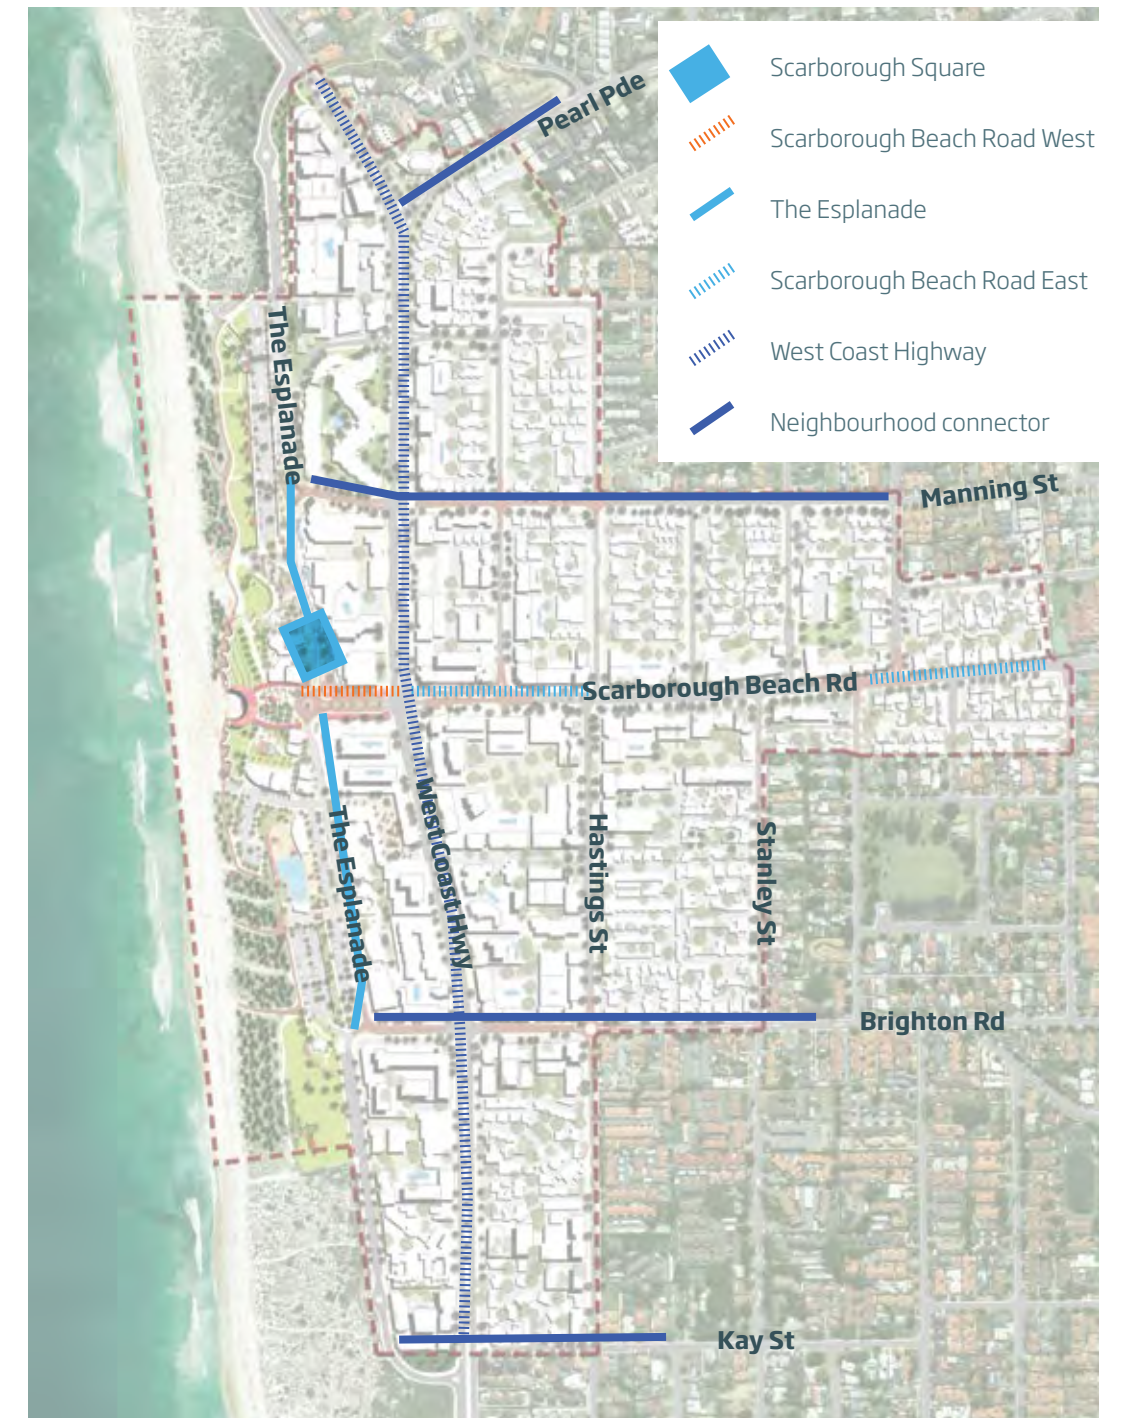 Scarborough Square
Scarborough Beach Road West
The Esplanade
Scarborough Beach Road East
West Coast Highway
Neighbourhood connector
Pearl Pde
The Esplanade
Manning St
Scarborough Beach Rd
The Esplanade
West Coast Hwy
Hastings St
Stanley St
Brighton Rd
Kay St